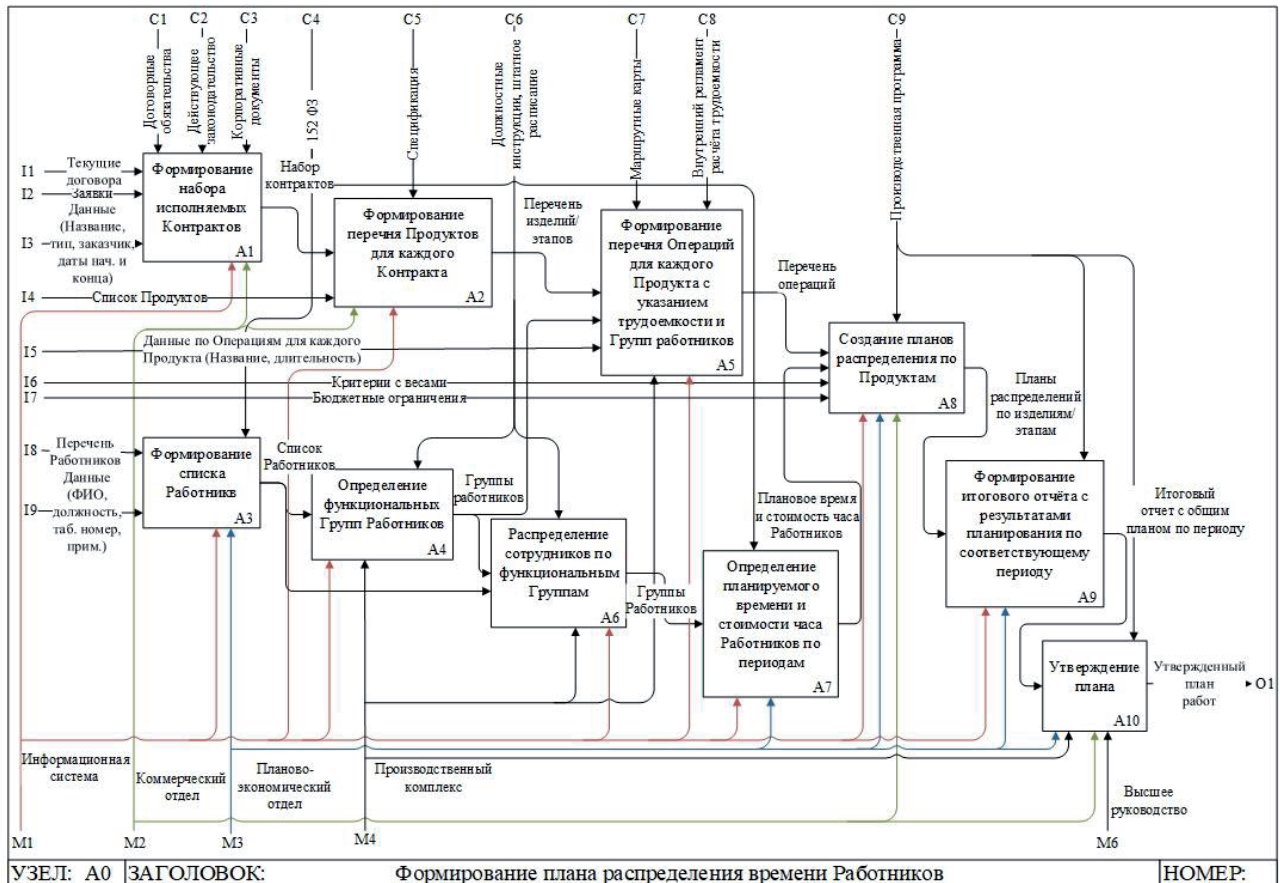 C1
C2
C3
C4
C5
C6
C7
C8
C9
Договорные
обязательства
Действующее
законодательство
Корпоративные
документы
152 ФЗ
Спецификация
Должностные
инструкции, штатное
расписание
Маршрутные карты
Внутренний регламент
расчёта трудоемкости
Производственная программа
I1
Текущие
договора
I2
Заявки
Данные
(Название,
I3
тип, заказчик,
даты нач. и
конца)
Формирование
набора
исполняемых
Контрактов
A1
Набор
контрактов
Формирование
перечня Продуктов
для каждого
Контракта
A2
Перечень
изделий/
этапов
Формирование
перечня Операций
для каждого
Продукта с
указанием
трудоемкости и
Групп работников
A5
Перечень
операций
I4
Список Продуктов
I5
Данные по Операциям для каждого
Продукта (Название, длительность)
I6
Критерии с весами
I7
Бюджетные ограничения
Создание планов
распределения по
Продуктам
A8
Планы
распределений
по изделиям/
этапам
I8
Перечень
Работников
Данные
(ФИО,
I9
должность,
таб. номер,
прим.)
Формирование
списка
Работникв
A3
Список
Работников
Определение
функциональных
Групп Работников
A4
Группы
работников
Распределение
сотрудников по
функциональным
Группам
A6
Группы
Работников
Плановое время
и стоимость часа
Работников
Определение
планируемого
времени и
стоимости часа
Работников по
периодам
A7
Формирование
итогового отчёта с
результатами
планирования по
соответствующему
периоду
A9
Итоговый
отчет с общим
планом по периоду
Утверждение
плана
A10
Утвержденный
план
работ
O1
Информационная
система
Коммерческий
отдел
Планово-
экономический
отдел
Производственный
комплекс
Высшее
руководство
M1
M2
M3
M4
M6
УЗЕЛ: A0
ЗАГОЛОВОК:
Формирование плана распределения времени Работников
НОМЕР: